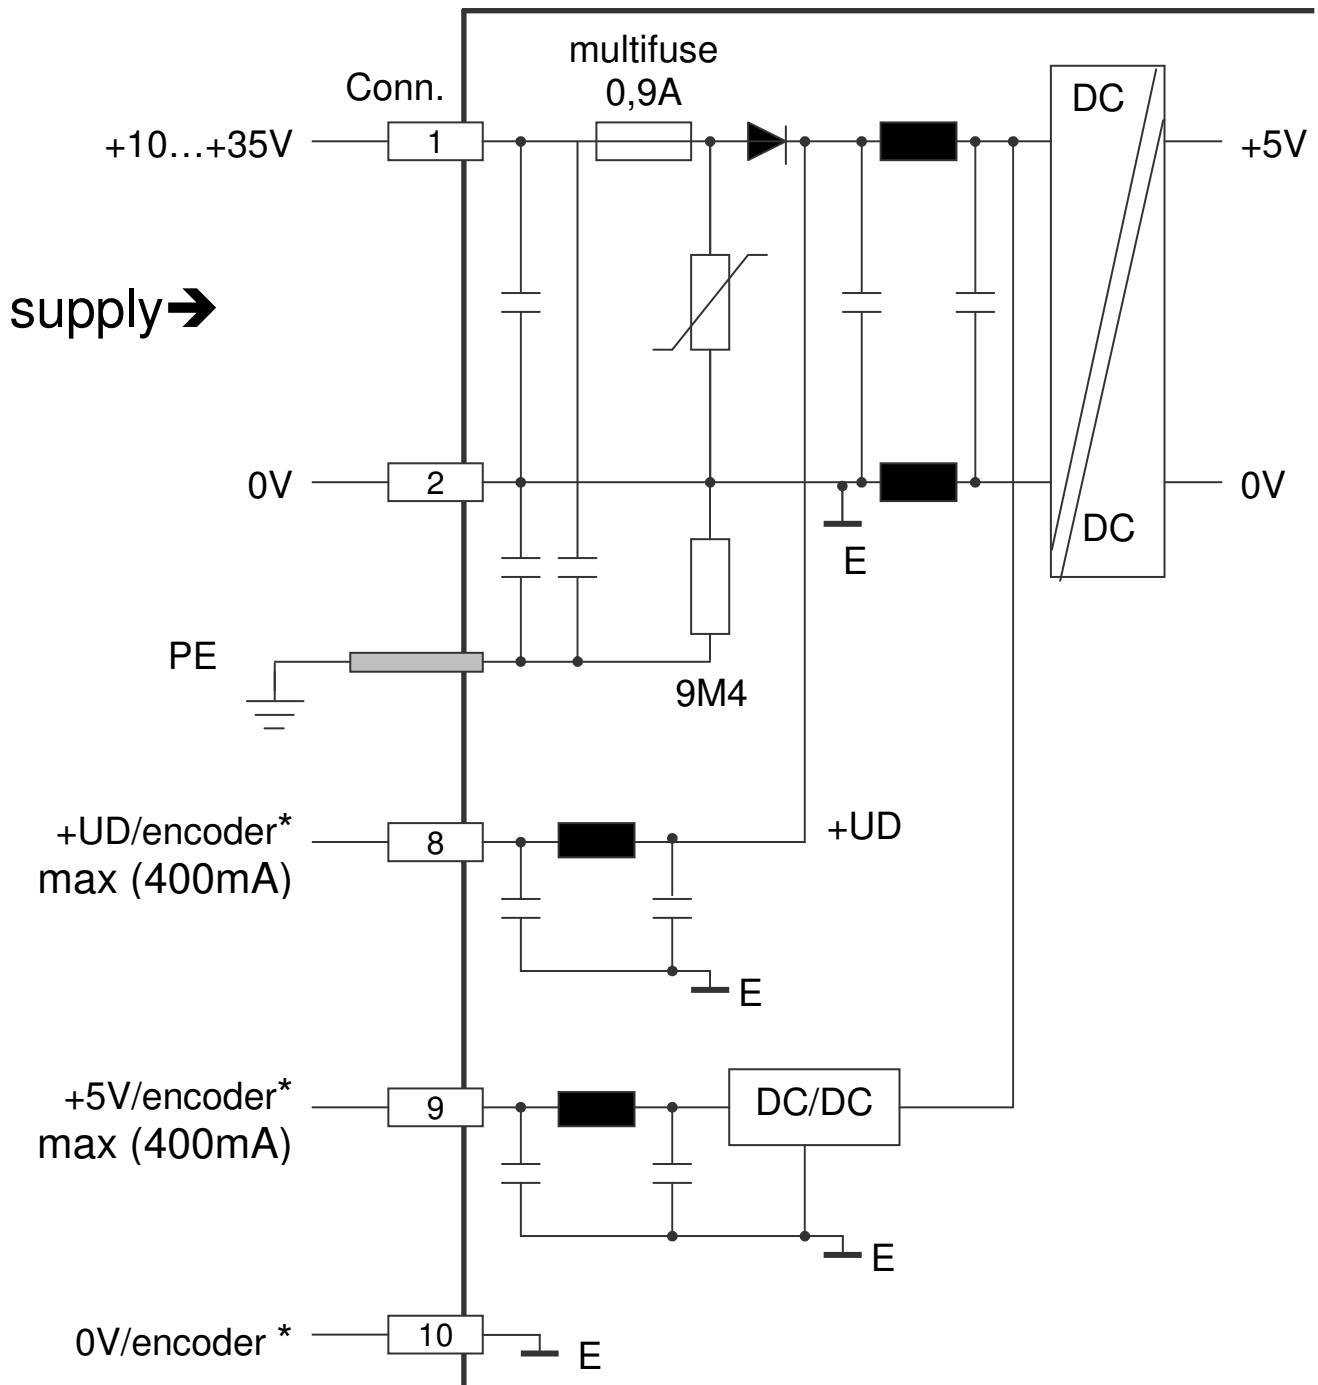 multifuse
0,9A
Conn.
DC
+10…+35V
1
+5V
supply➔
0V
2
0V
DC
E
PE
9M4
+UD/encoder*
max (400mA)
8
+UD
E
+5V/encoder*
max (400mA)
9
DC/DC
E
0V/encoder *
10
E